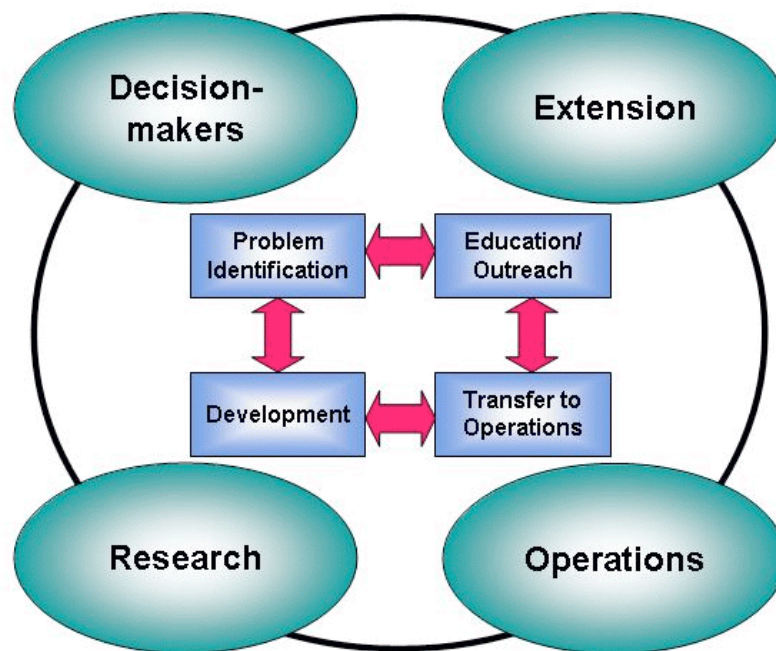 Decision-
makers
Extension
Problem
Identification
Education/
Outreach
Development
Transfer to
Operations
Research
Operations